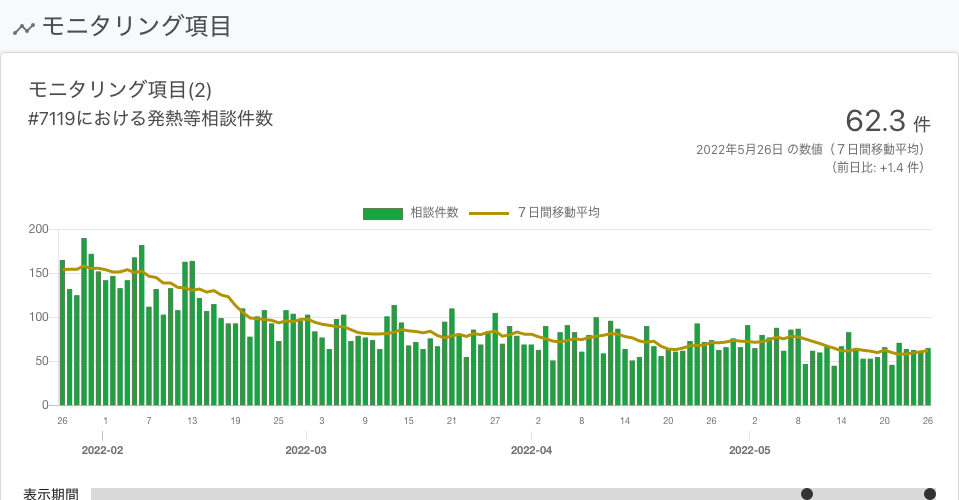 モニタリング項目
モニタリング項目(2)
#7119における発熱等相談件数
62.3 件
2022年5月26日 の数値（７日間移動平均）
（前日比: +1.4 件）
相談件数 ７日間移動平均
200
150
100
50
0
26 1 7 13 19 25 3 9 15 21 27 2 8 14 20 26 2 8 14 20 26
2022-02 2022-03 2022-04 2022-05
表示期間